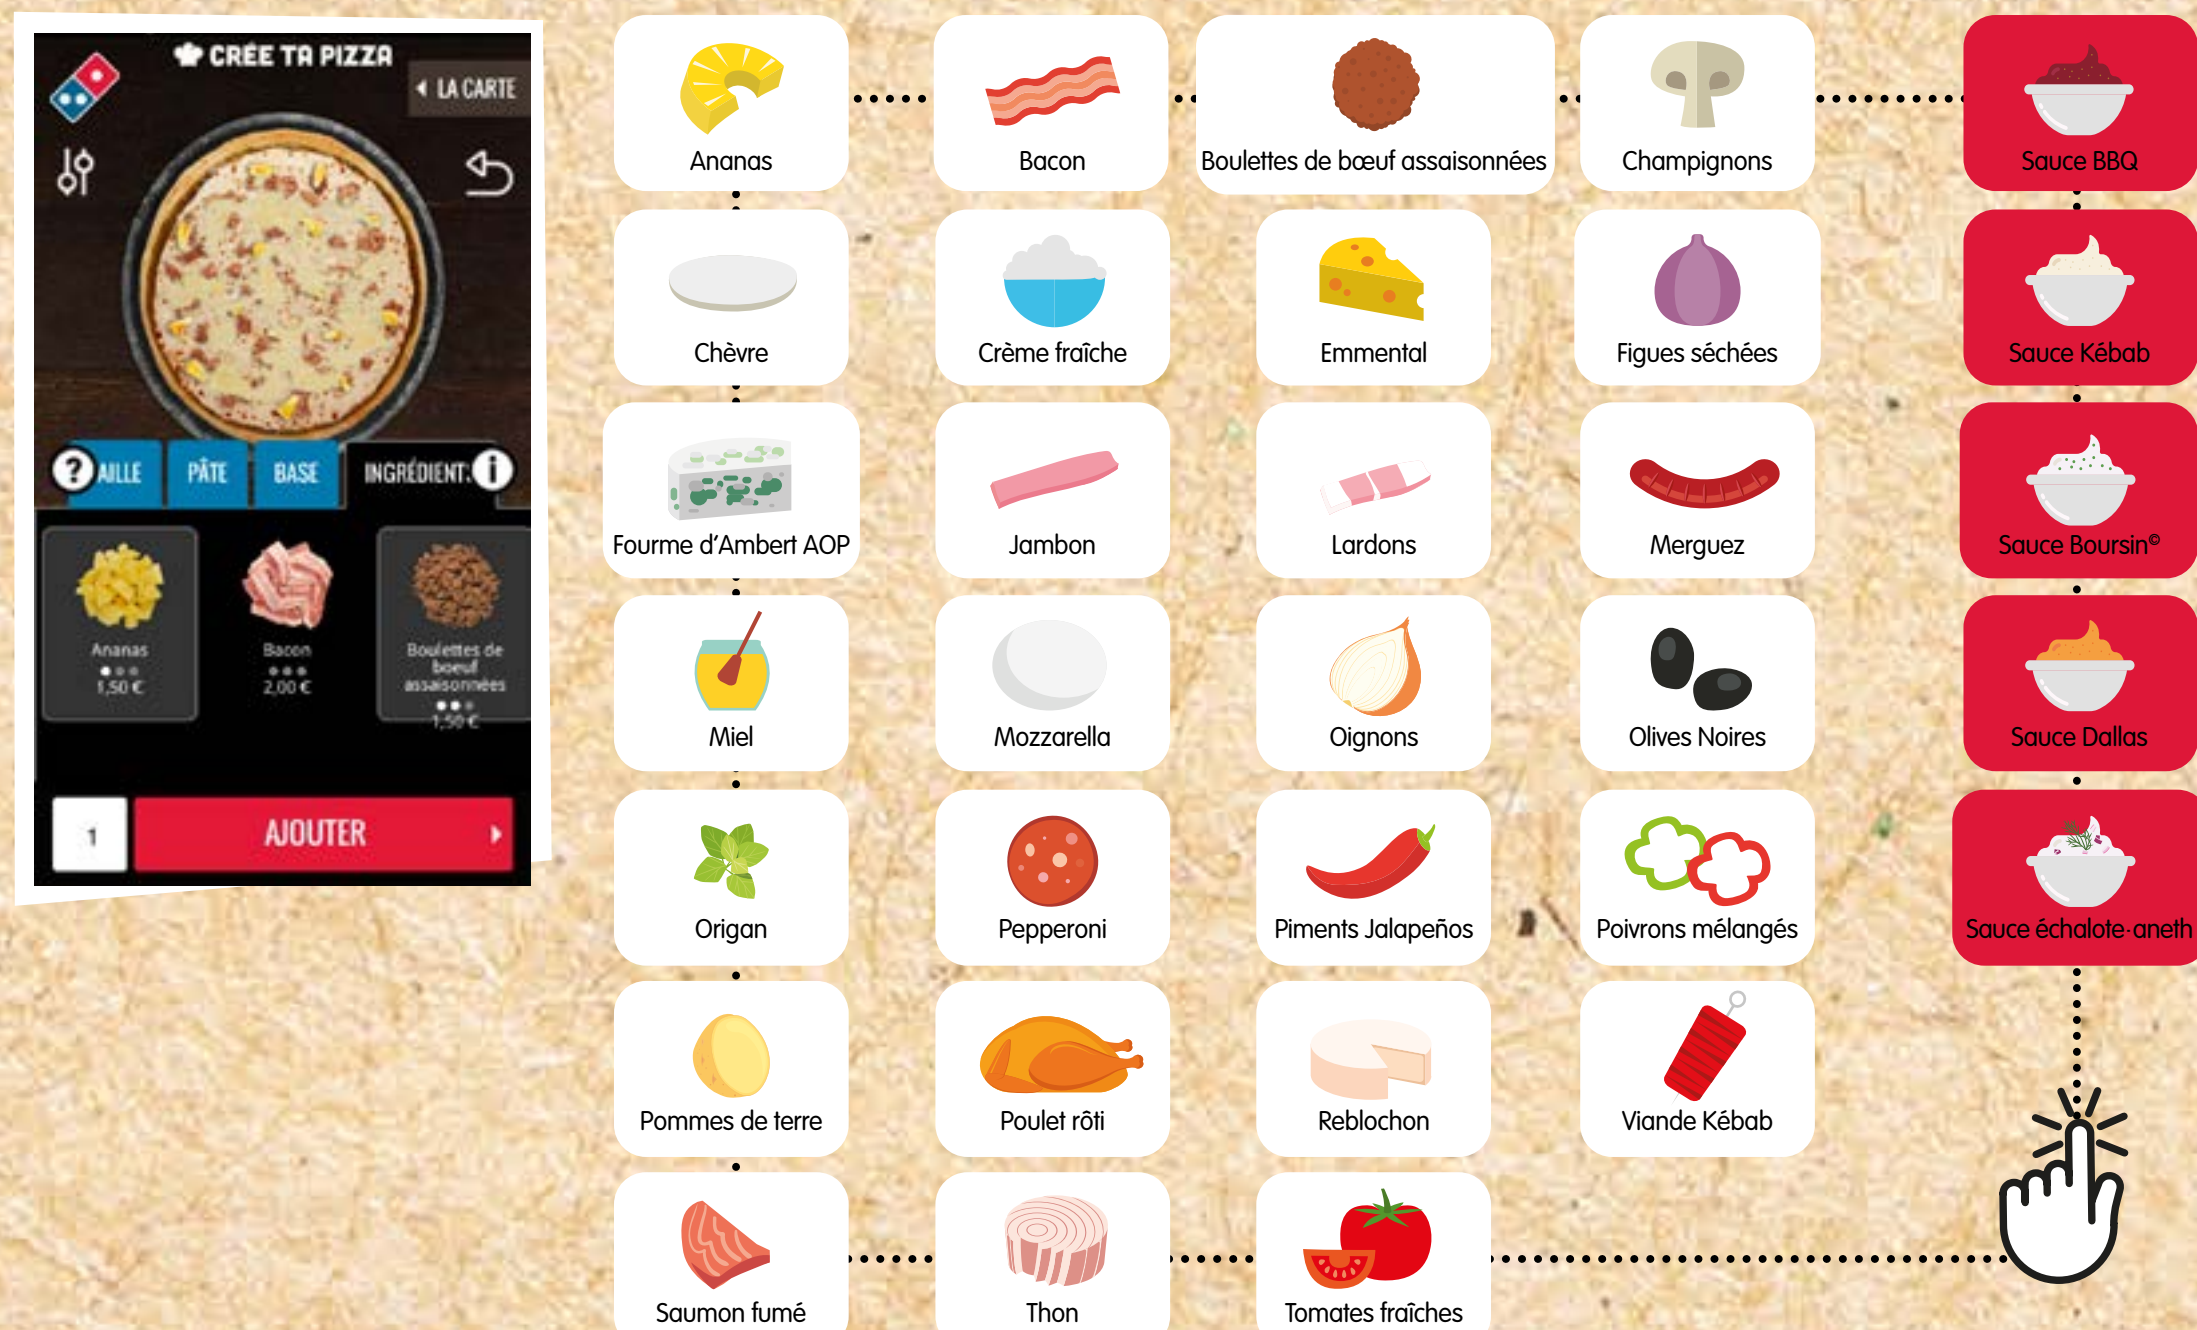 CRÉE TA PIZZA
LA CARTE
?
AILLE
PÂTE
BASE
INGRÉDIENT
i
Ananas
1,50 €
Bacon
2,00 €
Boulettes de
boeuf
assaisonnées
1,50 €
1
AJOUTER
Ananas
Bacon
Boulettes de bœuf assaisonnées
Champignons
Sauce BBQ
Chèvre
Crème fraîche
Emmental
Figues séchées
Sauce Kébab
Fourme d'Ambert AOP
Jambon
Lardons
Merguez
Sauce Boursin©
Miel
Mozzarella
Oignons
Olives Noires
Sauce Dallas
Origan
Pepperoni
Piments Jalapeños
Poivrons mélangés
Sauce échalote-aneth
Pommes de terre
Poulet rôti
Reblochon
Viande Kébab
Saumon fumé
Thon
Tomates fraîches